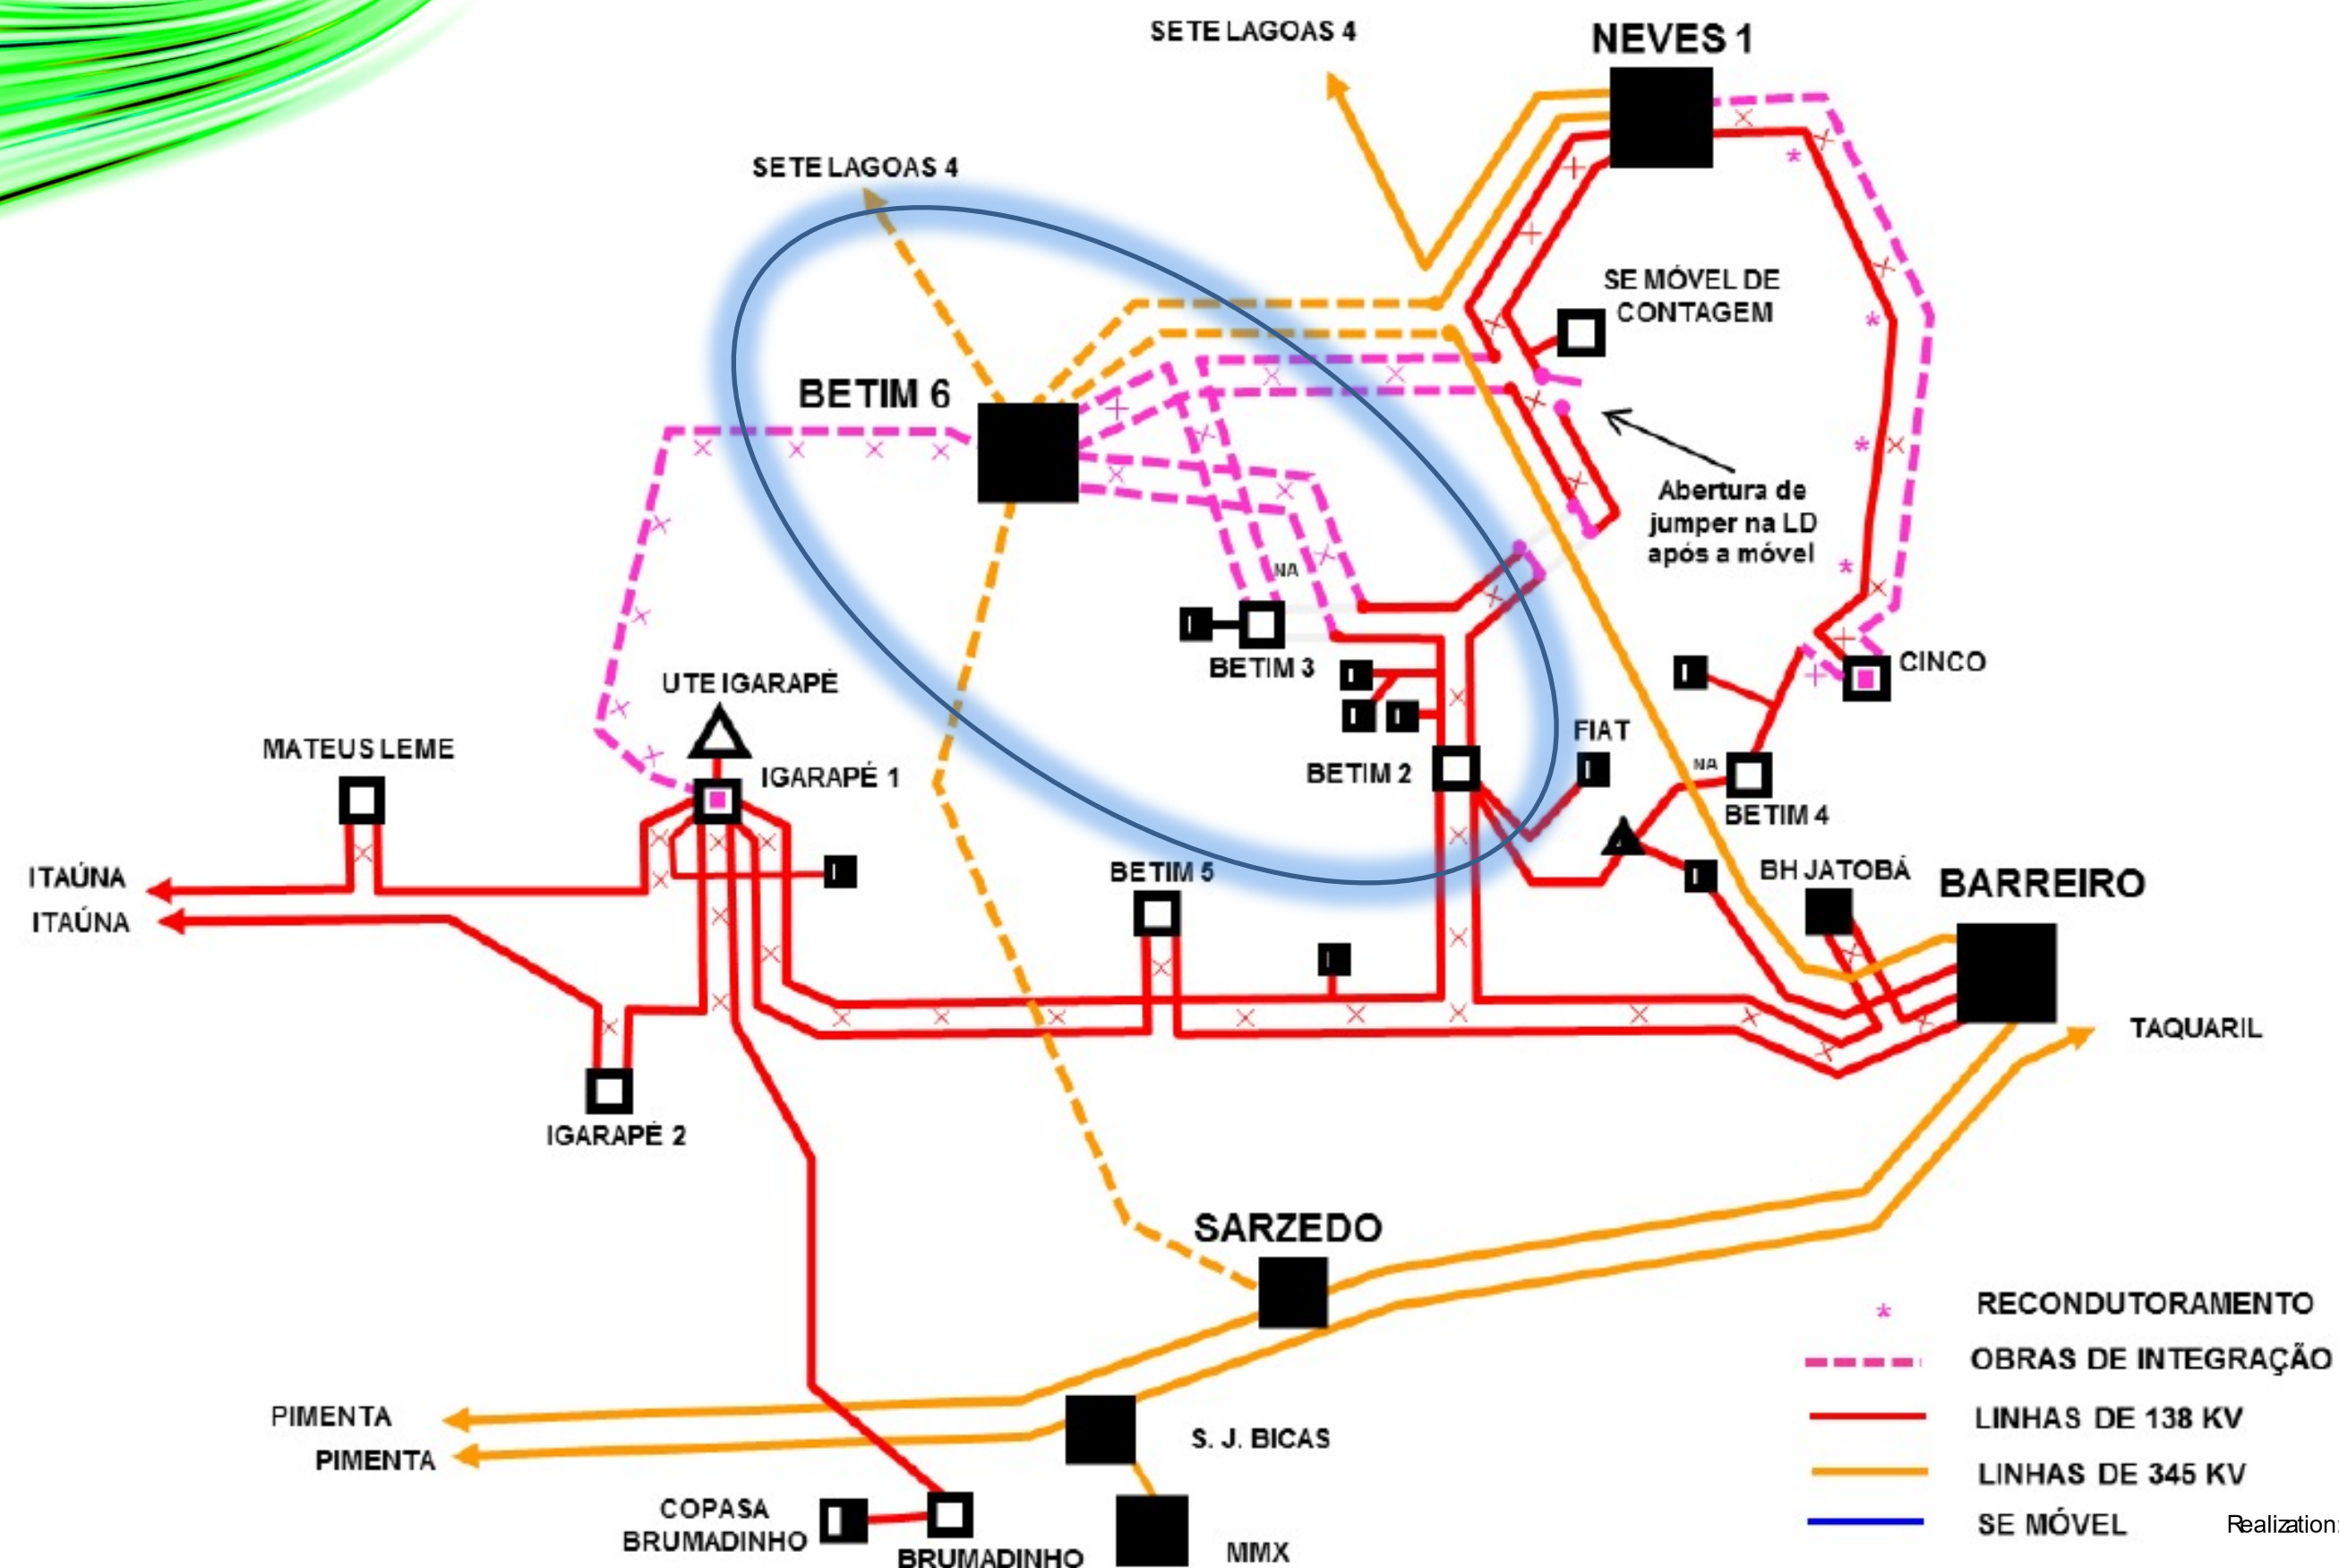 SETE LAGOAS 4
NEVES 1
SETE LAGOAS 4
SE MÓVEL DE
CONTAGEM
BETIM 6
Abertura de
jumper na LD
após a móvel
NA
BETIM 3
CINCO
UTE IGARAPÉ
MATEUS LEME
IGARAPÉ 1
FIAT
BETIM 2
NA
BETIM 4
ITAÚNA
ITAÚNA
BETIM 5
BH JATOBÁ
BARREIRO
TAQUARIL
IGARAPÉ 2
SARZEDO
RECONDUTORAMENTO
OBRAS DE INTEGRAÇÃO
LINHAS DE 138 KV
LINHAS DE 345 KV
SE MÓVEL
PIMENTA
PIMENTA
S. J. BICAS
COPASA
BRUMADINHO
BRUMADINHO
MMX
Realization: